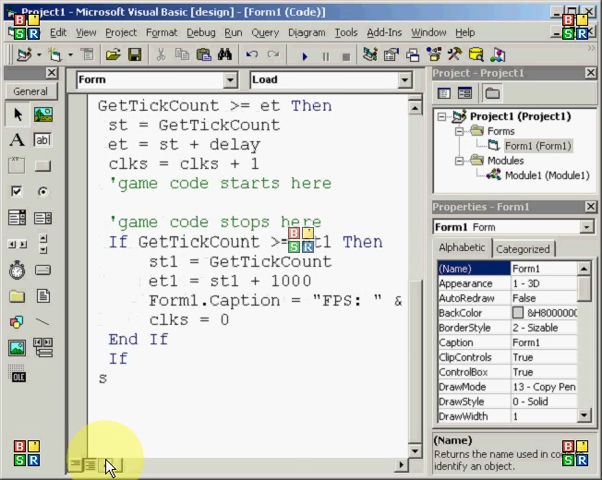 Project1 - Microsoft Visual Basic [design] - [Form1 (Code)]
Edit View Project Format Debug Run Query Diagram Tools Add-Ins Window Help
General
Form
Load
GetTickCount >= et Then
st = GetTickCount
et = st + delay
clks = clks + 1
'game code starts here
'game code stops here
If GetTickCount >= t1 Then
st1 = GetTickCount
et1 = st1 + 1000
Form1.Caption = "FPS: " &
clks = 0
End If
If
s
Project - Project1
Project1 (Project1)
Forms
Form1 (Form1)
Modules
Module1 (Module1)
Properties - Form1
Form1 Form
Alphabetic Categorized
(Name) Form1
Appearance 1 - 3D
AutoRedraw False
BackColor &H8000000
BorderStyle 2 - Sizable
Caption Form1
ClipControls True
ControlBox True
DrawMode 13 - Copy Pen
DrawStyle 0 - Solid
DrawWidth 1
(Name)
Returns the name used in co
identify an object.
B
S R
B
S R
B
S R
B
S R
B
S R
A ab
OLE